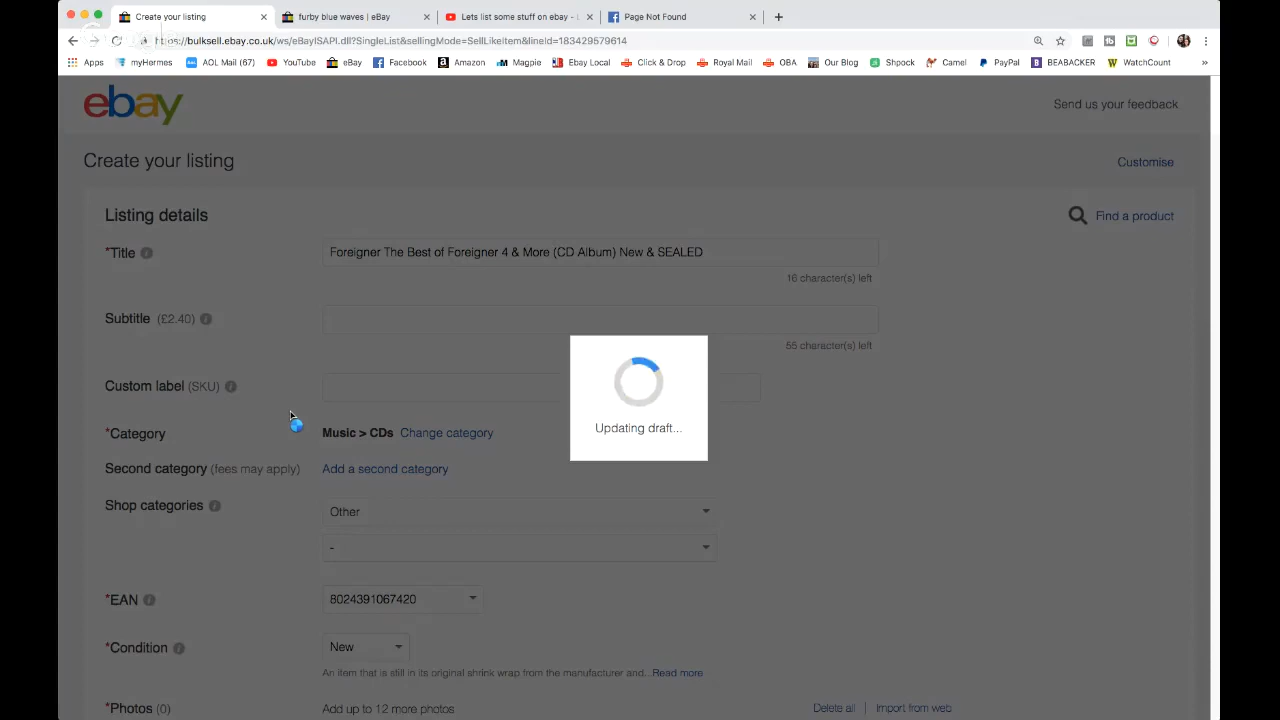 Create your listing
furby blue waves | eBay
Lets list some stuff on ebay - L
Page Not Found
https://bulksell.ebay.co.uk/ws/eBayISAPI.dll?SingleList&sellingMode=SellLikeItem&lineId=183429579614
Apps myHermes AOL Mail (67) YouTube eBay Facebook Amazon Magpie Ebay Local Click & Drop Royal Mail OBA Our Blog Shpock Camel PayPal BEABACKER WatchCount »
ebay
Send us your feedback
Create your listing
Customise
Listing details
Find a product
*Title
Foreigner The Best of Foreigner 4 & More (CD Album) New & SEALED
16 character(s) left
Subtitle (£2.40)
55 character(s) left
Custom label (SKU)
Updating draft...
*Category
Music > CDs Change category
Second category (fees may apply)
Add a second category
Shop categories
Other
-
*EAN
8024391067420
*Condition
New
An item that is still in its original shrink wrap from the manufacturer and...Read more
*Photos (0)
Add up to 12 more photos
Delete all | Import from web